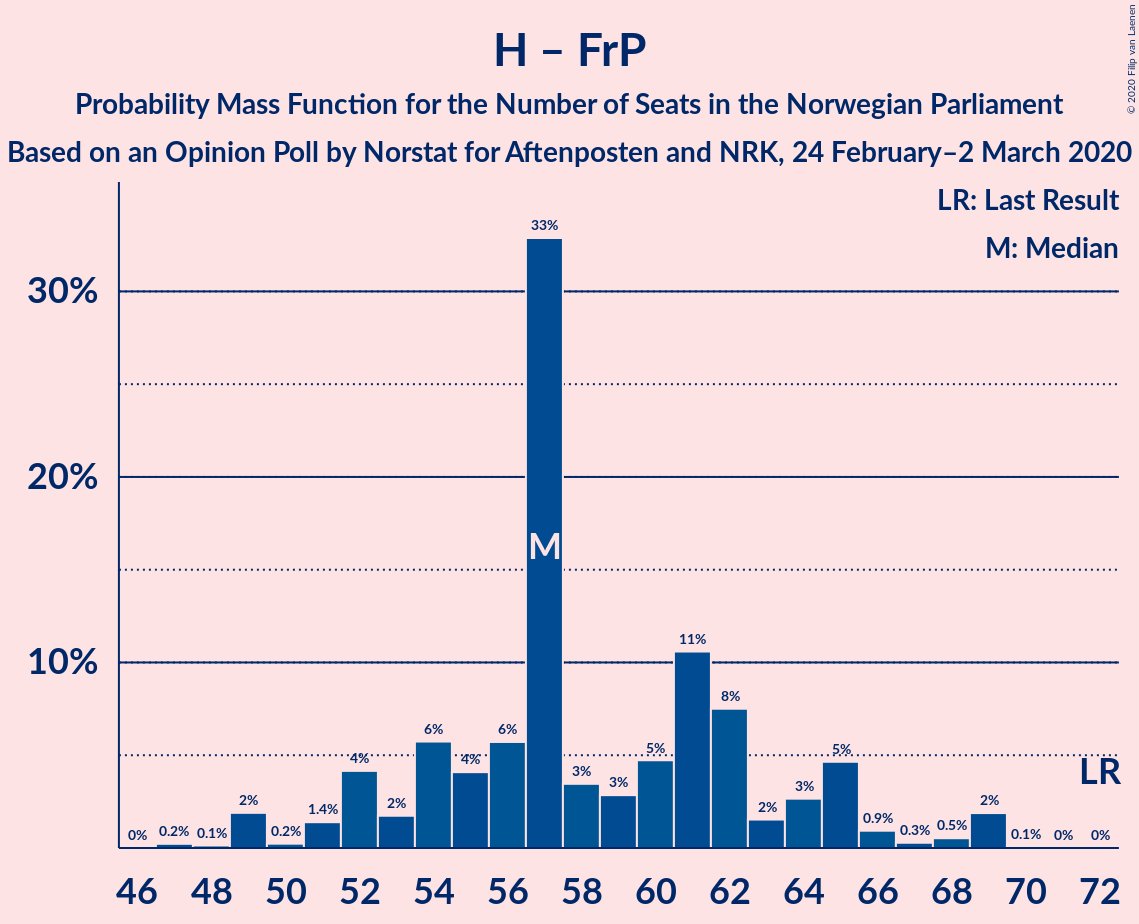 H – FrP
Probability Mass Function for the Number of Seats in the Norwegian Parliament
Based on an Opinion Poll by Norstat for Aftenposten and NRK, 24 February–2 March 2020
© 2020 Filip van Laenen
LR: Last Result
M: Median
30%
20%
10%
0% 0.2% 0.1% 2% 0.2% 1.4% 4% 2% 6% 4% 6% 33% 3% 3% 5% 11% 8% 2% 3% 5% 0.9% 0.3% 0.5% 2% 0.1% 0% 0%
M
LR
46 48 50 52 54 56 58 60 62 64 66 68 70 72